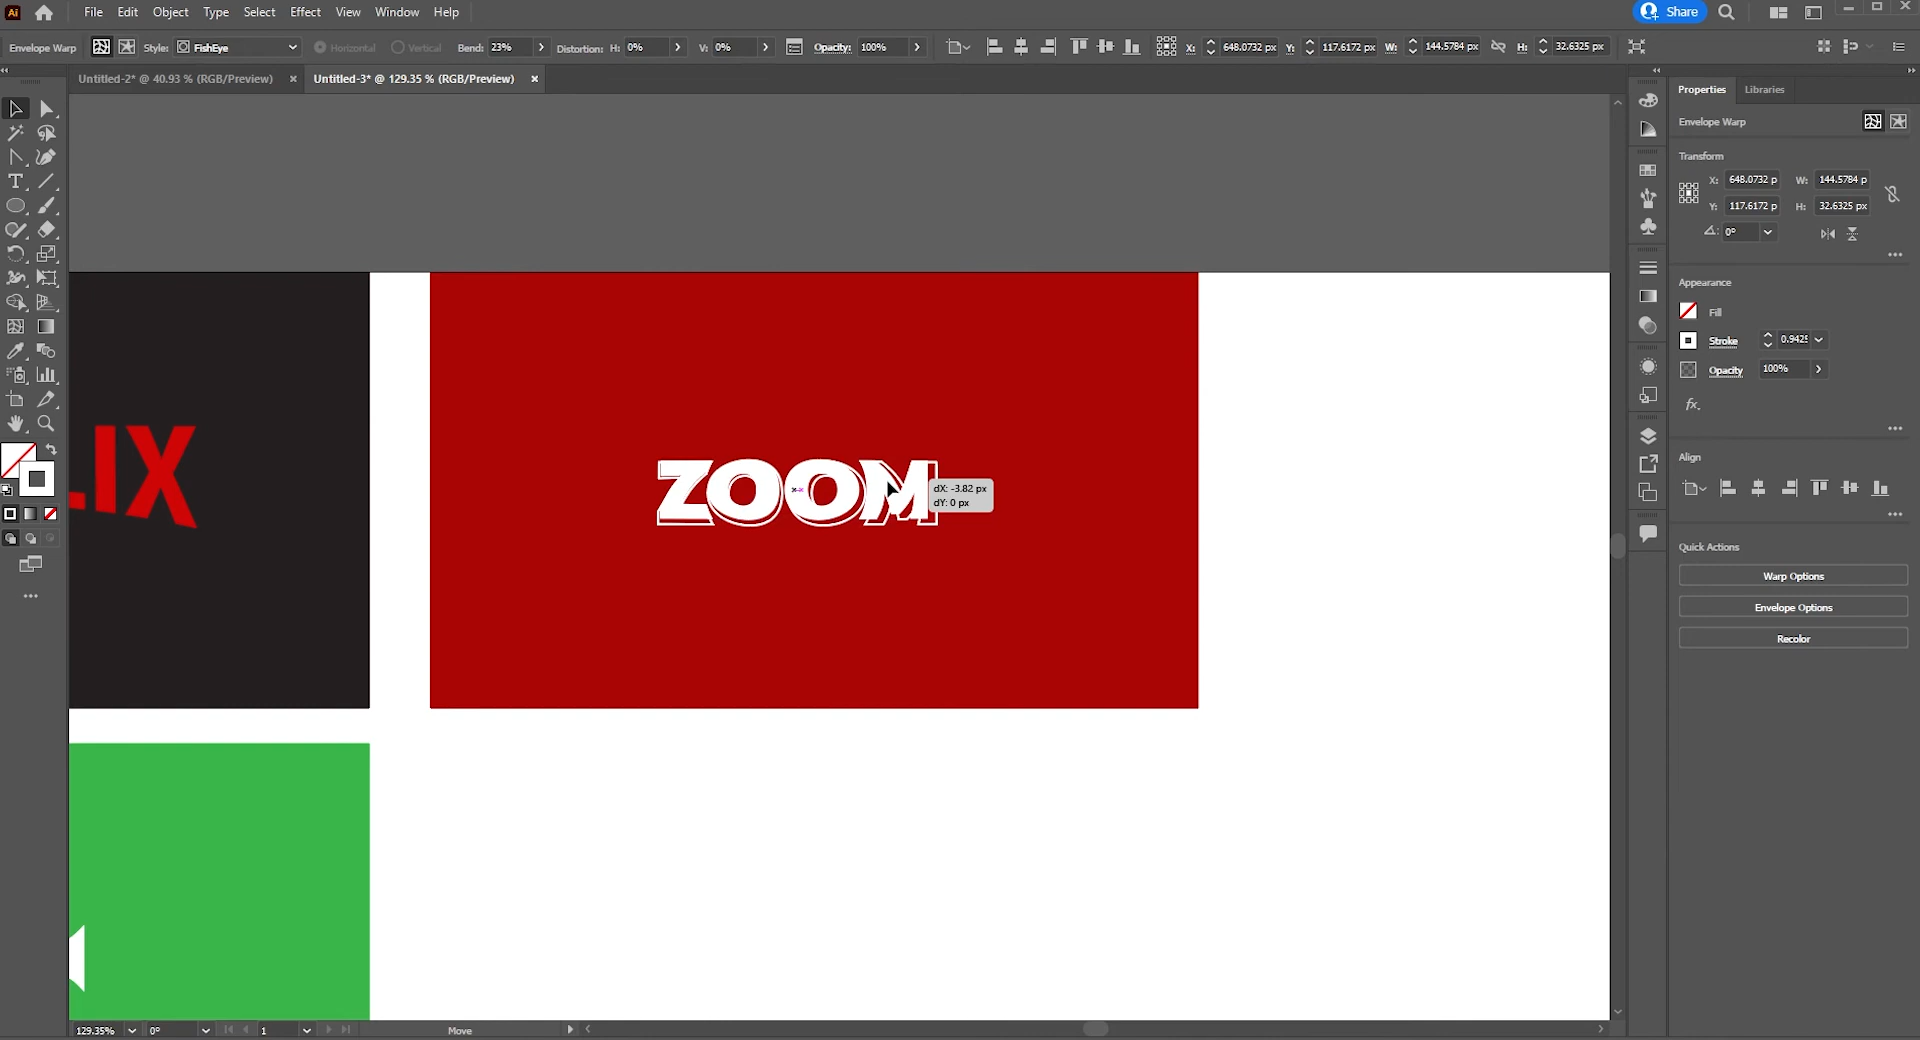 Ai File Edit Object Type Select Effect View Window Help Share
Envelope Warp Style: FishEye Horizontal Vertical Bend: 23% Distortion: H: 0% V: 0% Opacity: 100% X: 648.0732 px Y: 117.6172 px W: 144.5784 px H: 32.6325 px
Untitled-2* @ 40.93 % (RGB/Preview) Untitled-3* @ 129.35 % (RGB/Preview)
Properties Libraries
Envelope Warp
Transform
X: 648.0732 p W: 144.5784 p
Y: 117.6172 p H: 32.6325 px
0°
Appearance
Fill
Stroke 0.942
Opacity 100%
fx.
.IX
ZOOM
dX: -3.82 px
dY: 0 px
Align
Quick Actions
Warp Options
Envelope Options
Recolor
129.35% 0° 1 Move